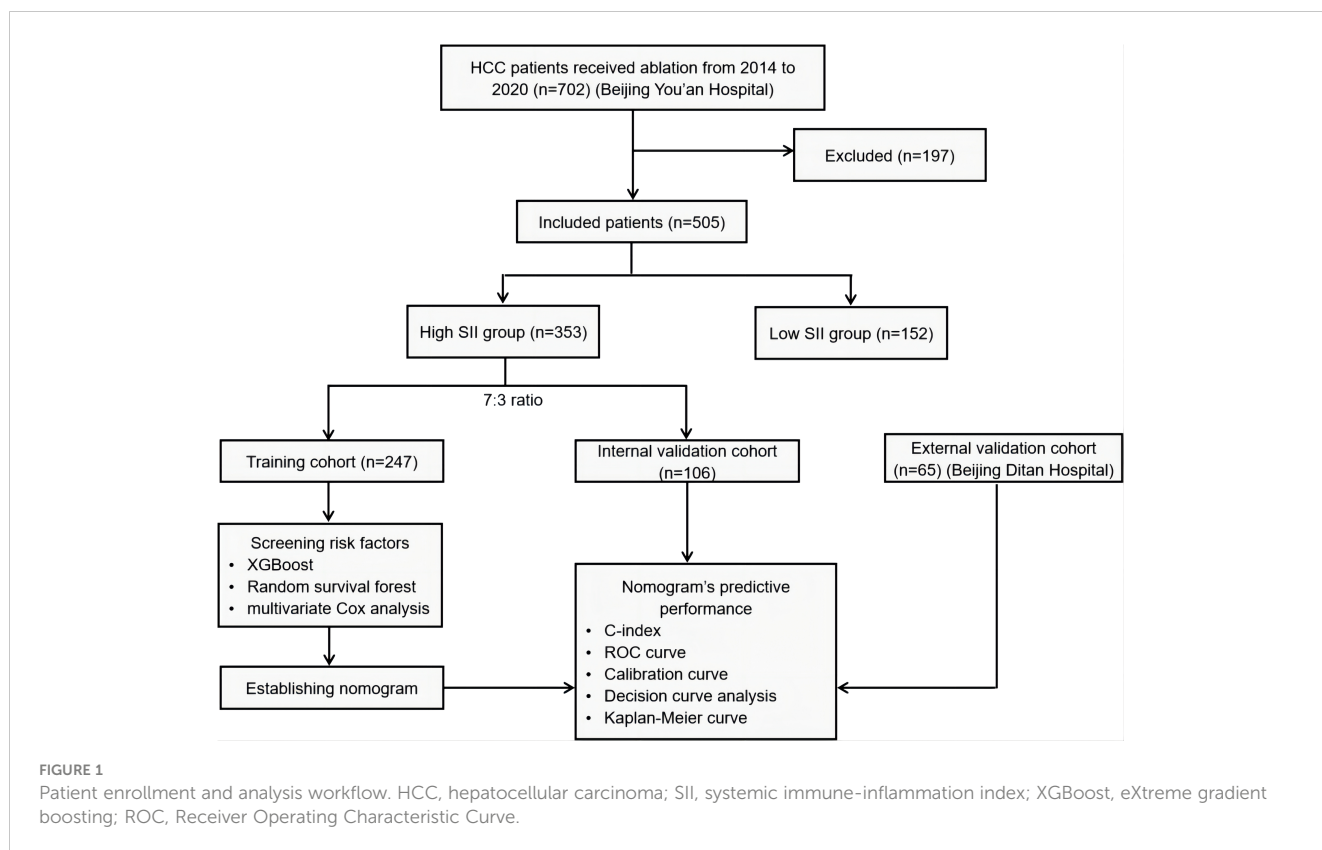 HCC patients received ablation from 2014 to
2020 (n=702) (Beijing You'an Hospital)
Excluded (n=197)
Included patients (n=505)
High SII group (n=353)
Low SII group (n=152)
7:3 ratio
Training cohort (n=247)
Internal validation cohort
(n=106)
External validation cohort
(n=65) (Beijing Ditan Hospital)
Screening risk factors
• XGBoost
• Random survival forest
• multivariate Cox analysis
Nomogram's predictive
performance
• C-index
• ROC curve
• Calibration curve
• Decision curve analysis
• Kaplan-Meier curve
Establishing nomogram
FIGURE 1
Patient enrollment and analysis workflow. HCC, hepatocellular carcinoma; SII, systemic immune-inflammation index; XGBoost, eXtreme gradient
boosting; ROC, Receiver Operating Characteristic Curve.